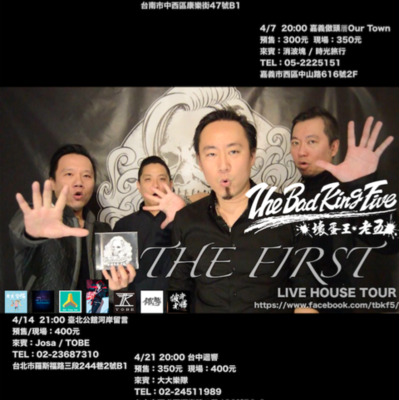 台南市中西區康樂街47號B1
4/7 20:00 嘉義傲頭厝Our Town
預售：300元 現場：350元
來賓：消波塊 / 時光旅行
TEL：05-2225151
嘉義市西區中山路616號2F
The Bad King Five
壞蛋王·老五
THE FIRST
LIVE HOUSE TOUR
https://www.facebook.com/tbkf5/
4/14 21:00 臺北公館河岸留言
預售/現場：400元
來賓：Josa / TOBE
TEL：02-23687310
台北市羅斯福路三段244巷2號B1
4/21 20:00 台中迴響
預售：350元 現場：400元
來賓：大大樂隊
TEL：02-24511989